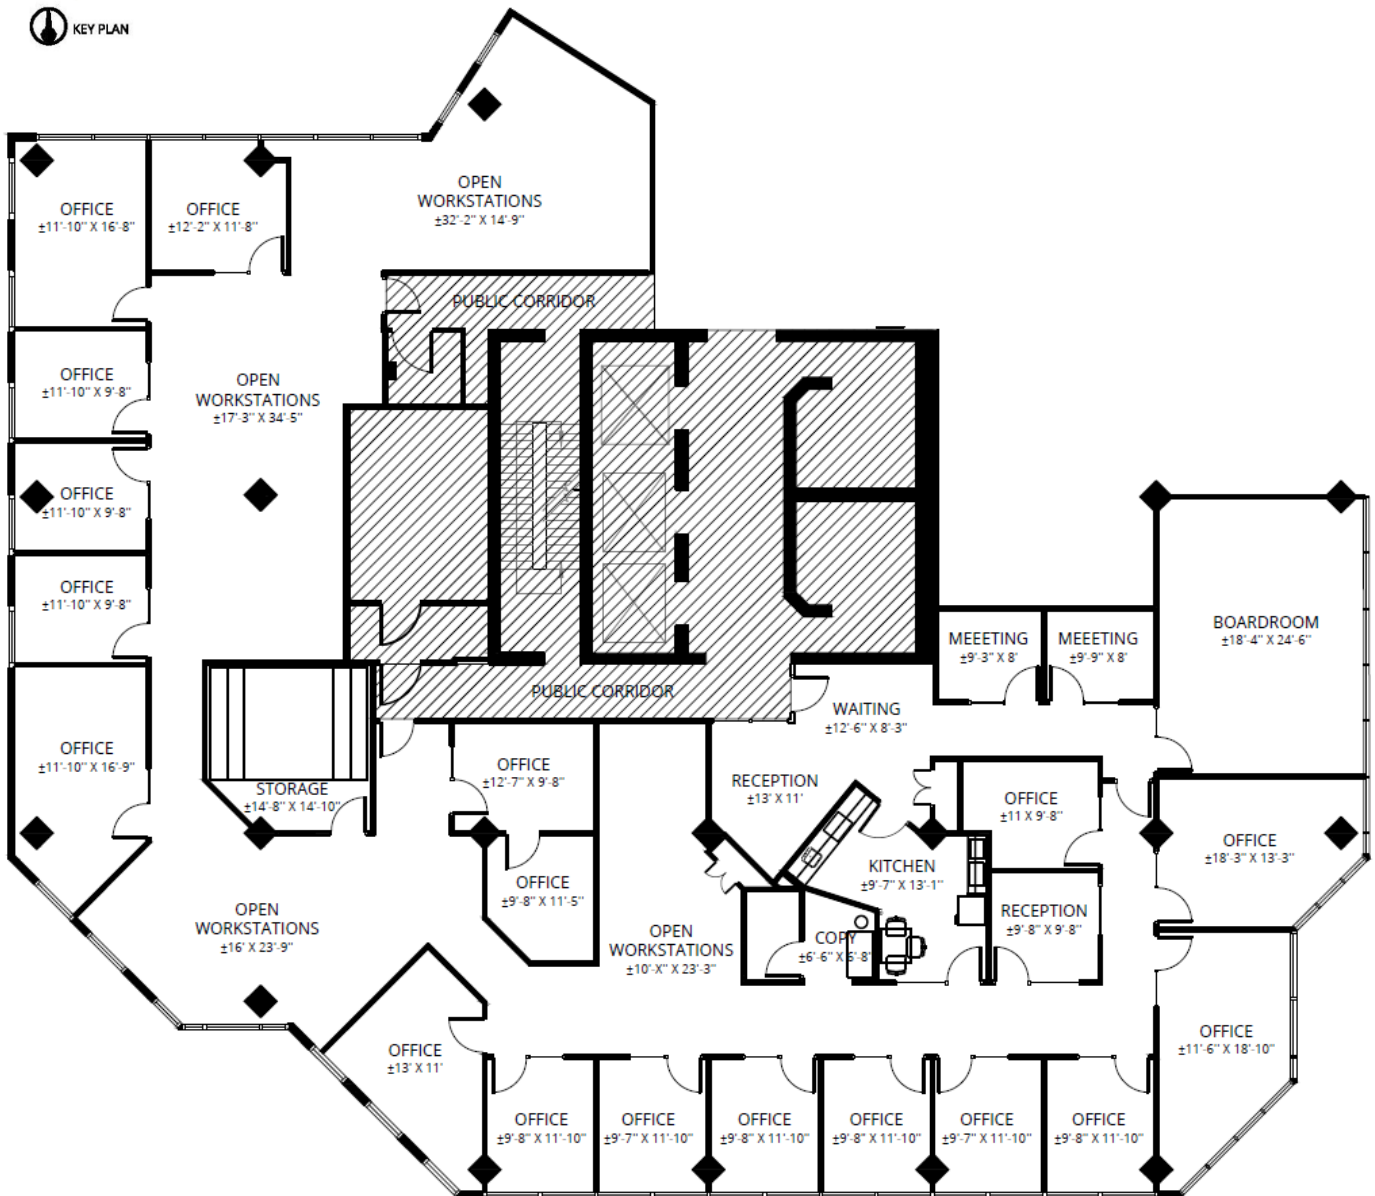 KEY PLAN
OPEN
WORKSTATIONS
±32'-2" X 14'-9"
OFFICE
±11'-10" X 16'-8"
OFFICE
±12'-2" X 11'-8"
PUBLIC CORRIDOR
OFFICE
±11'-10" X 9'-8"
OPEN
WORKSTATIONS
±17'-3" X 34'-5"
OFFICE
±11'-10" X 9'-8"
OFFICE
±11'-10" X 9'-8"
BOARDROOM
±18'-4" X 24'-6"
MEEETING
±9'-3" X 8'
MEEETING
±9'-9" X 8'
PUBLIC CORRIDOR
WAITING
±12'-6" X 8'-3"
OFFICE
±11'-10" X 16'-9"
OFFICE
±12'-7" X 9'-8"
RECEPTION
±13' X 11'
STORAGE
±14'-8" X 14'-10"
OFFICE
±11 X 9'-8"
OFFICE
±18'-3" X 13'-3"
KITCHEN
±9'-7" X 13'-1"
OFFICE
±9'-8" X 11'-5"
OPEN
WORKSTATIONS
±16' X 23'-9"
RECEPTION
±9'-8" X 9'-8"
OPEN
WORKSTATIONS
±10'-X" X 23'-3"
COPY
±6'-6" X 6'-8"
OFFICE
±11'-6" X 18'-10"
OFFICE
±13' X 11'
OFFICE
±9'-8" X 11'-10"
OFFICE
±9'-7" X 11'-10"
OFFICE
±9'-8" X 11'-10"
OFFICE
±9'-8" X 11'-10"
OFFICE
±9'-7" X 11'-10"
OFFICE
±9'-8" X 11'-10"